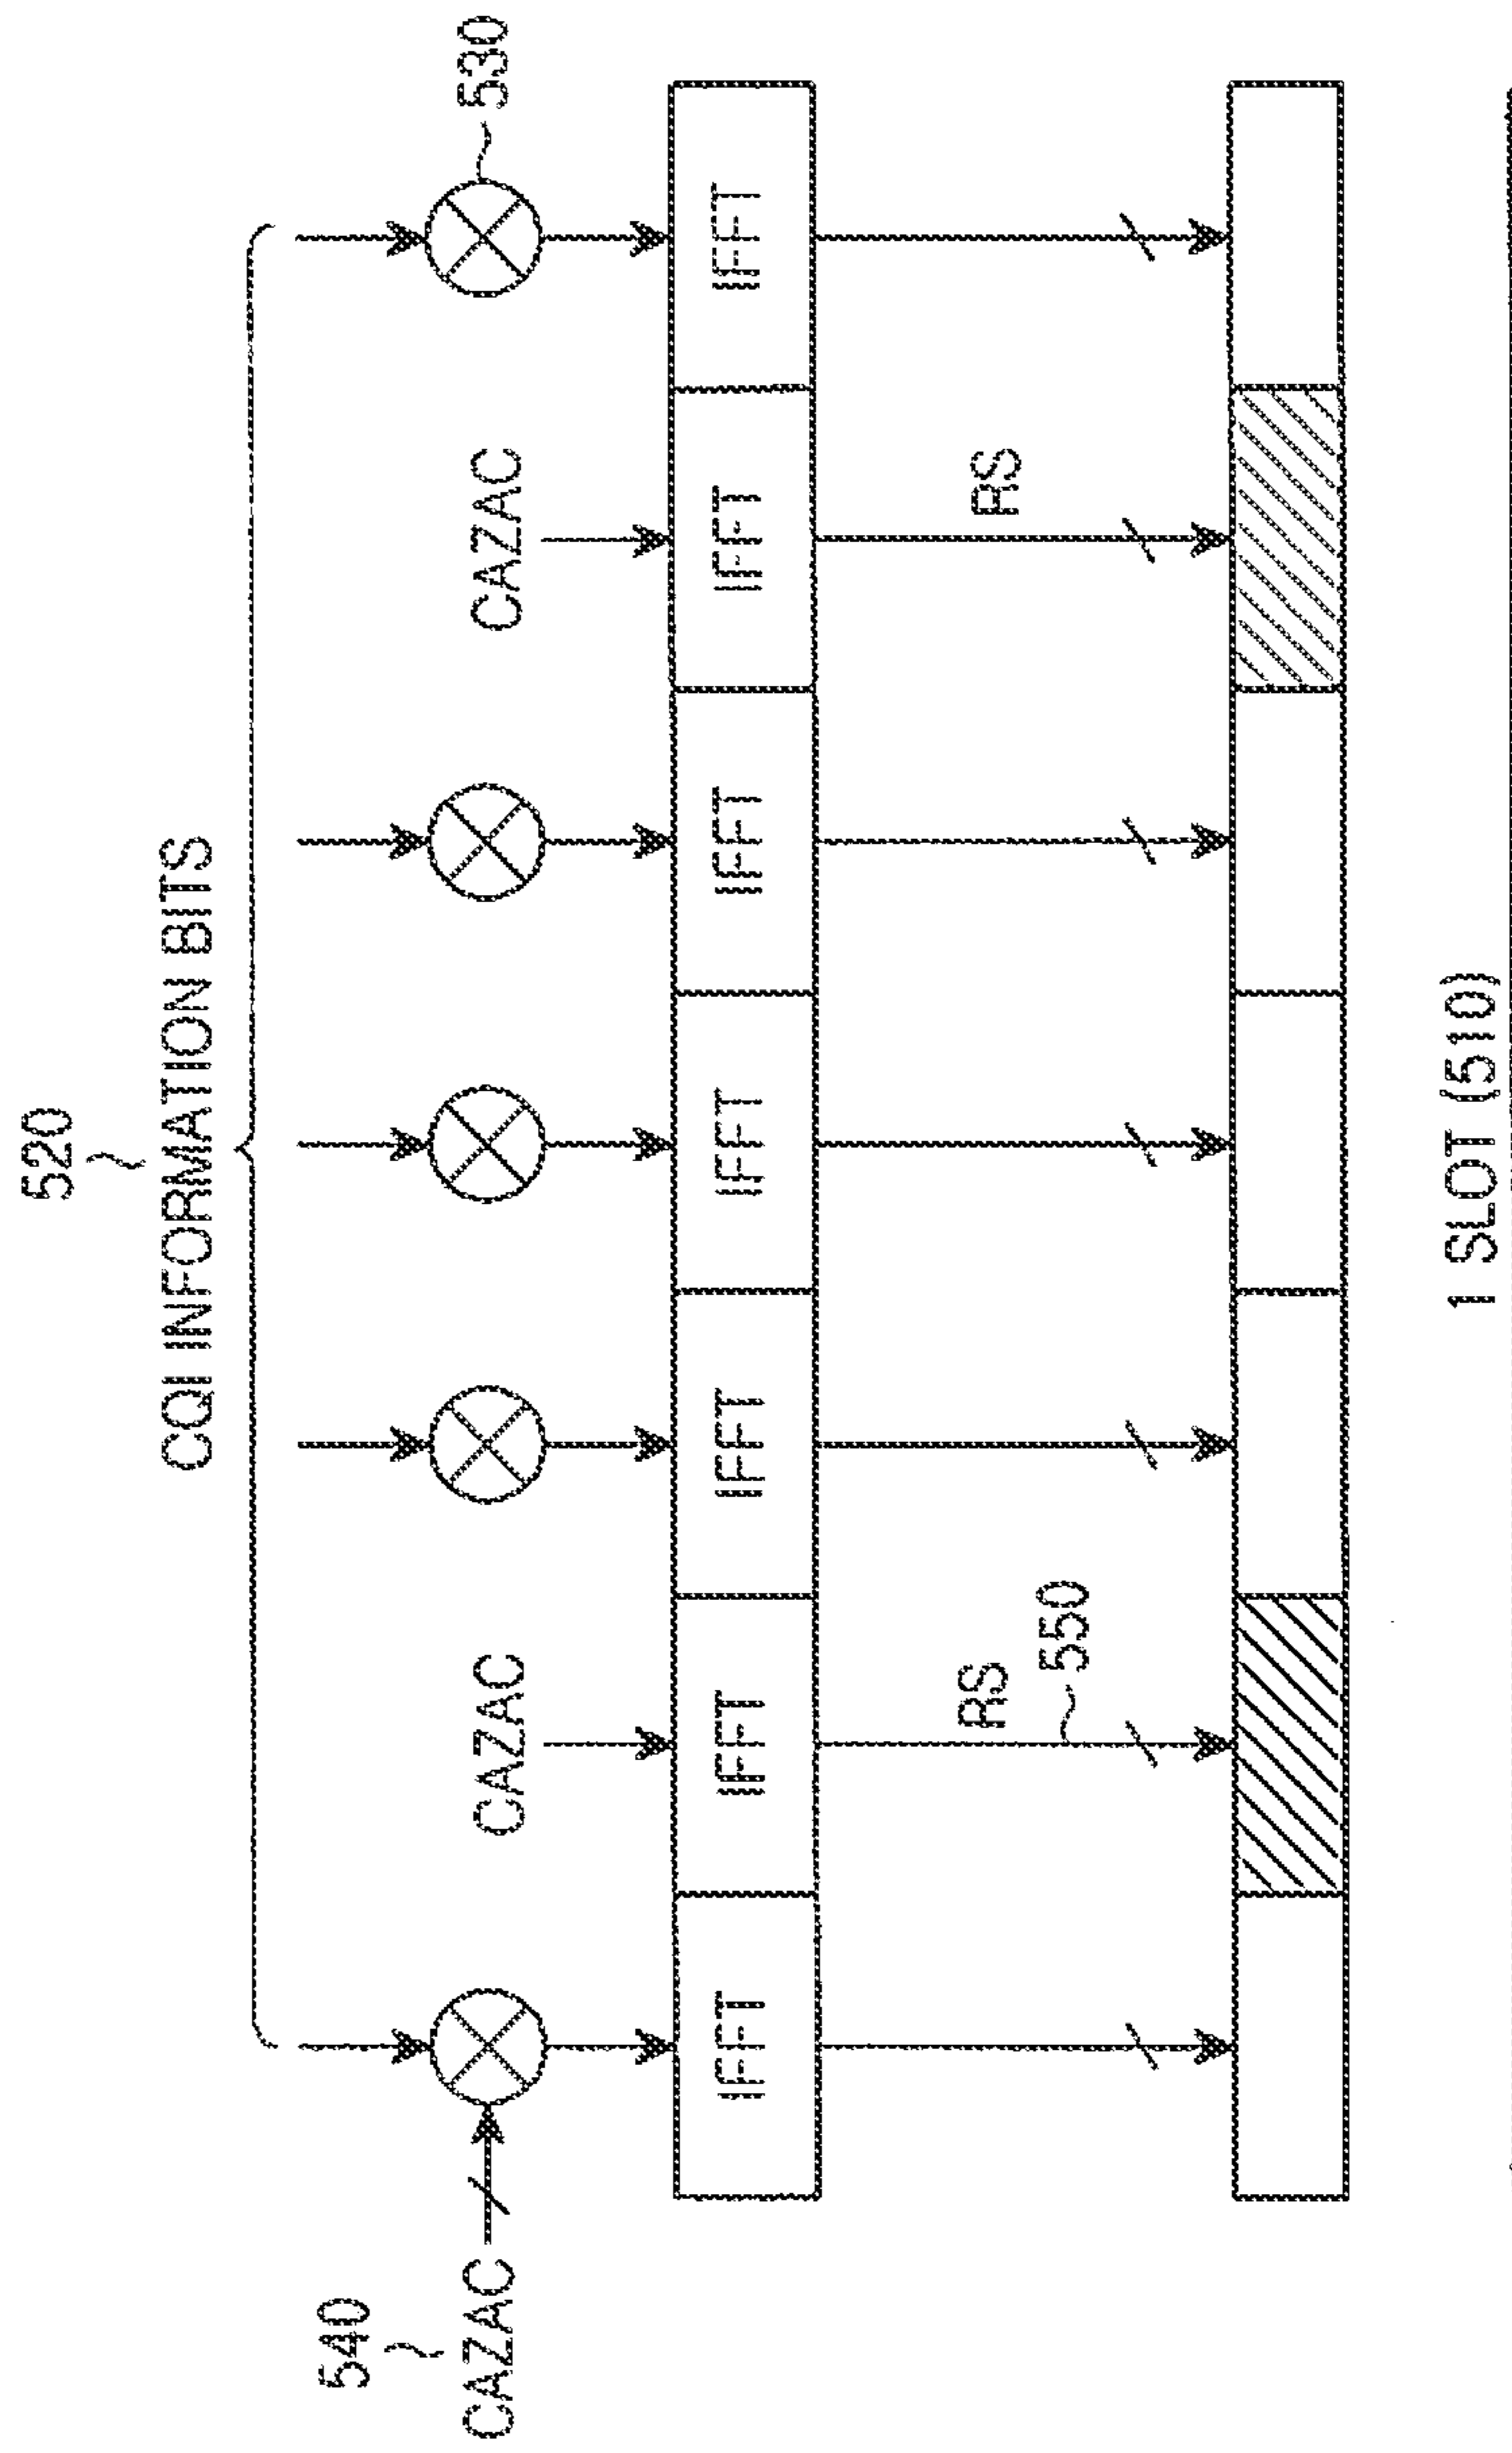 520
CQI INFORMATION BITS
540
CAZAC
CAZAC
CAZAC
530
IFFT
IFFT
IFFT
IFFT
IFFT
IFFT
IFFT
RS
550
RS
1 SLOT (510)